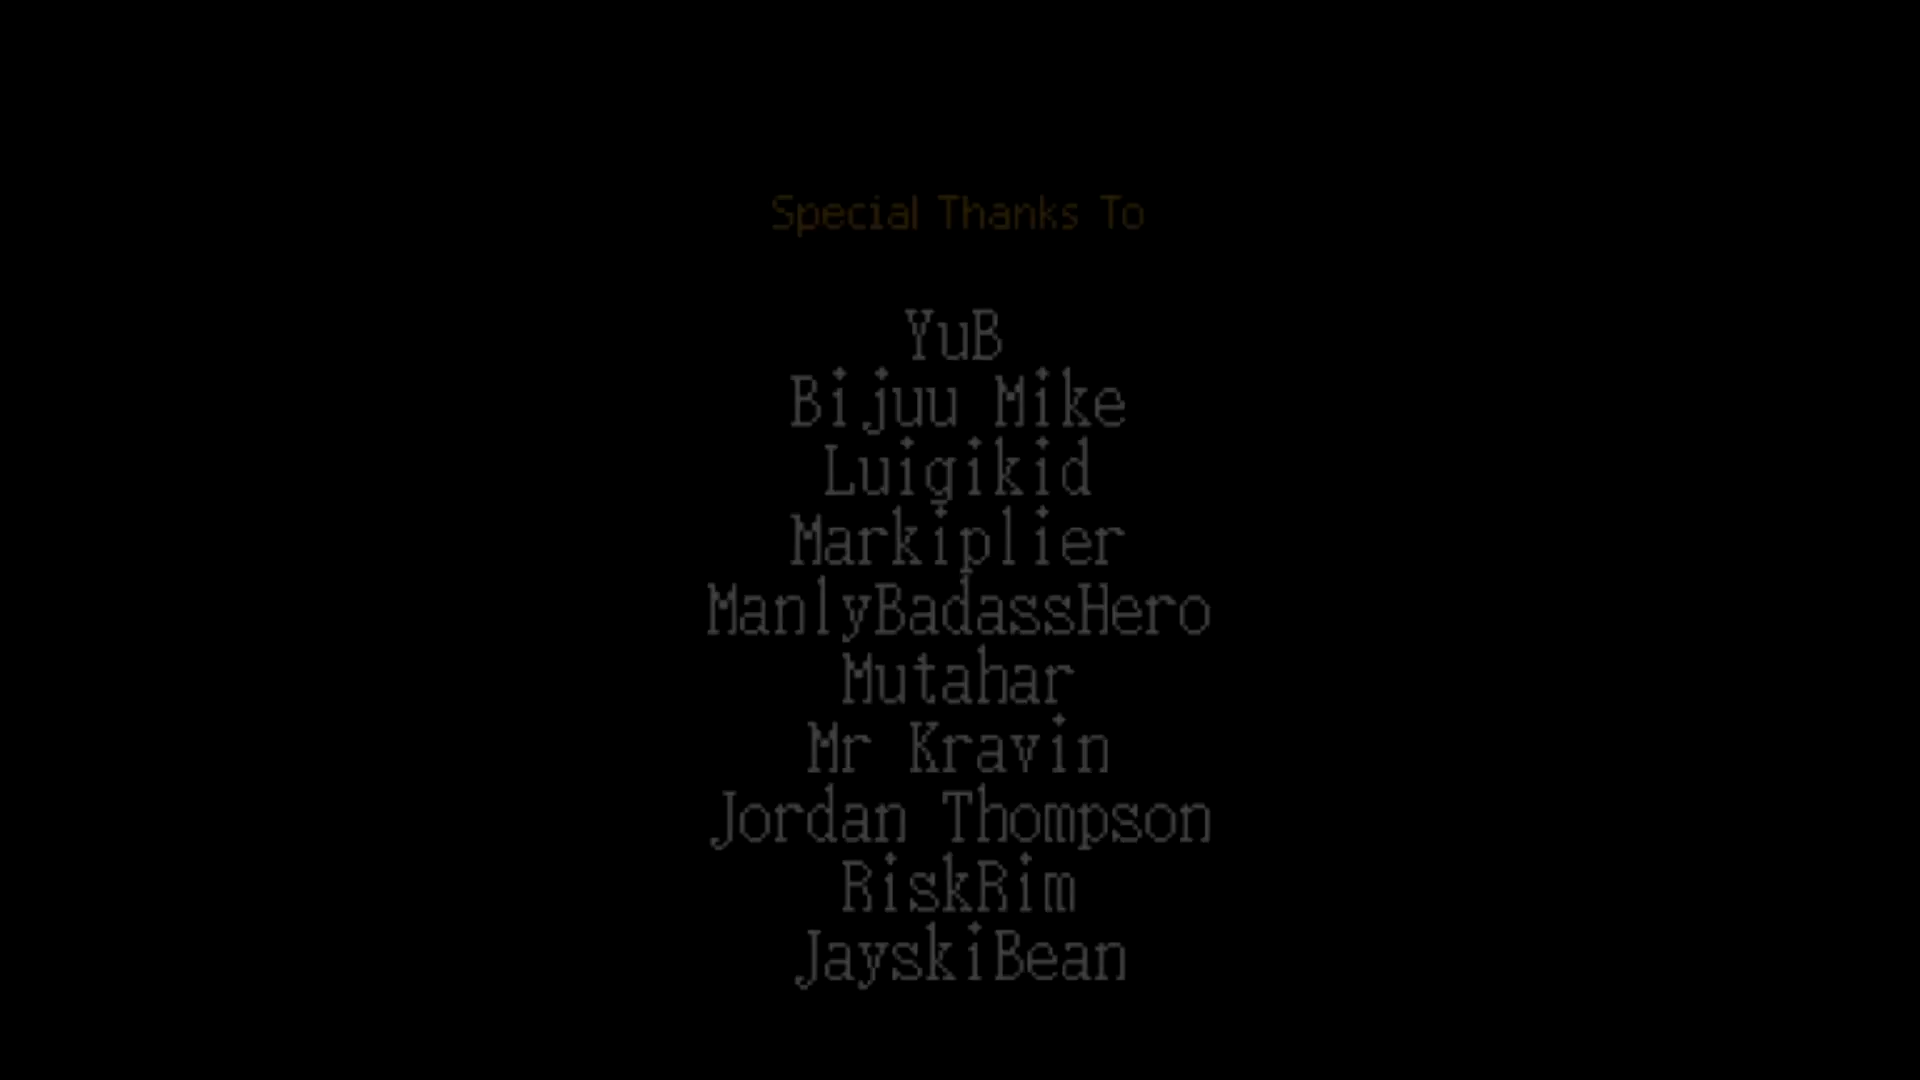 Special Thanks To
YuB
Bijuu Mike
Luigikid
Markiplier
ManlyBadassHero
Mutahar
Mr Kravin
Jordan Thompson
RiskRim
JayskiBean